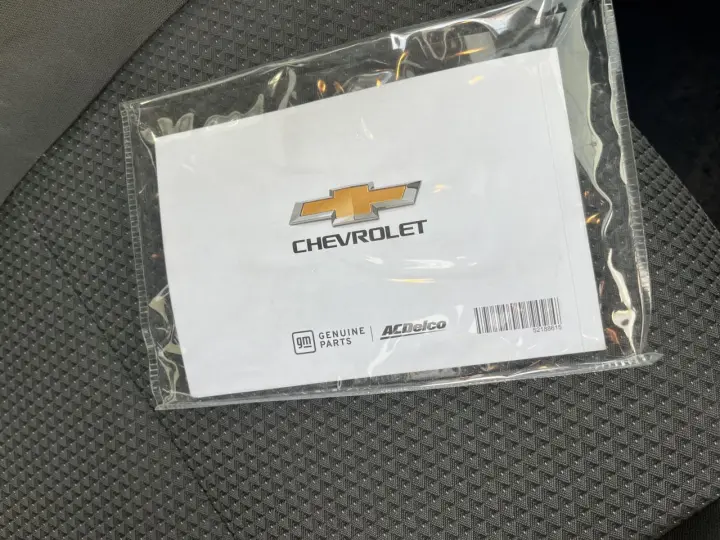 CHEVROLET
gm GENUINE PARTS
ACDelco